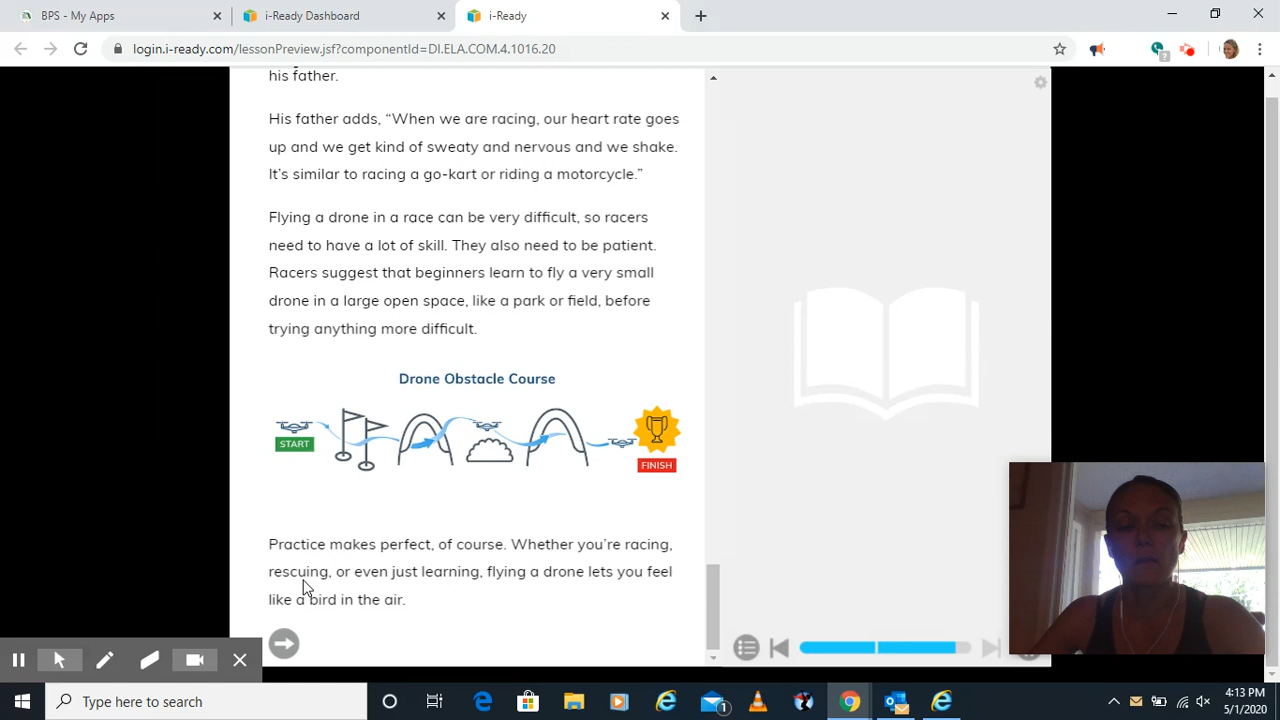 BPS - My Apps
i-Ready Dashboard
i-Ready
login.i-ready.com/lessonPreview.jsf?componentId=DI.ELA.COM.4.1016.20
his father.
His father adds, “When we are racing, our heart rate goes
up and we get kind of sweaty and nervous and we shake.
It’s similar to racing a go-kart or riding a motorcycle.”
Flying a drone in a race can be very difficult, so racers
need to have a lot of skill. They also need to be patient.
Racers suggest that beginners learn to fly a very small
drone in a large open space, like a park or field, before
trying anything more difficult.
Drone Obstacle Course
START
FINISH
Practice makes perfect, of course. Whether you’re racing,
rescuing, or even just learning, flying a drone lets you feel
like a bird in the air.
Type here to search
1
4:13 PM
5/1/2020